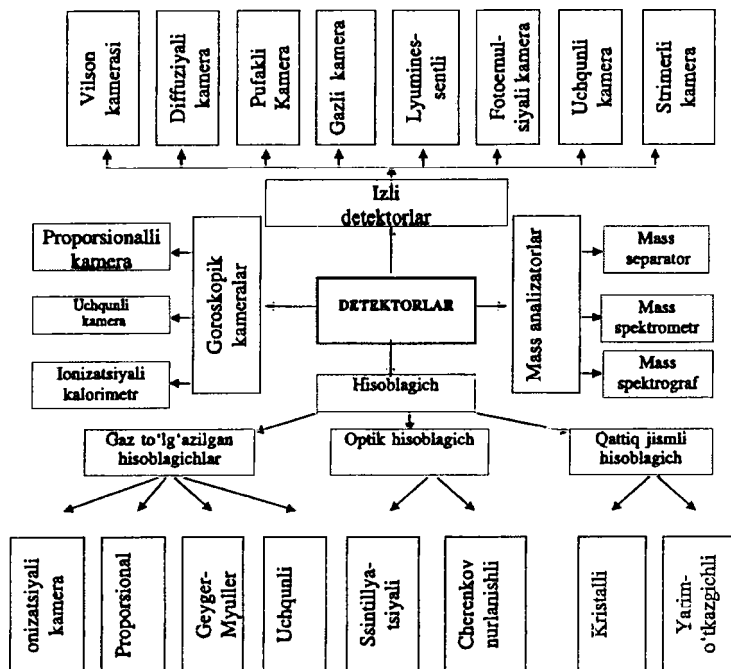 Vilson
kamerasi
Diffuziyali
kamera
Pufakli
Kamera
Gazli kamera
Lyumines-
sentli
Fotoemul-
siyali kamera
Uchqunli
kamera
Strimerli
kamera
Izli
detektorlar
Proporsionalli
kamera
Uchqunli
kamera
Ionizatsiyali
kalorimetr
Goroskopik
kameralar
DETEKTORLAR
Mass analizatorlar
Mass
separator
Mass
spektrometr
Mass
spektrograf
Hisoblagich
Gaz to‘lg‘azilgan
hisoblagichlar
Optik hisoblagich
Qattiq jismli
hisoblagich
onizatsiyali
kamera
Proporsional
Geyger-
Myuller
Uchqunli
Ssintillya-
tsiyali
Cherenkov
nurlanishli
Kristalli
Yarim-
o‘tkazgichli